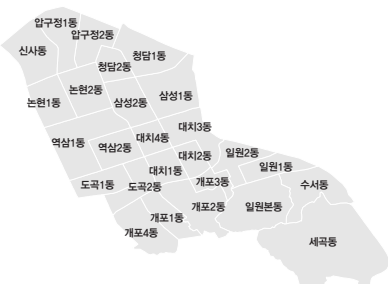 압구정1동
압구정2동
신사동
청담1동
청담2동
논현2동
논현1동
삼성2동
삼성1동
대치3동
역삼1동
역삼2동
대치4동
대치2동
일원2동
대치1동
일원1동
도곡1동
도곡2동
개포3동
수서동
개포2동
일원본동
개포1동
개포4동
세곡동